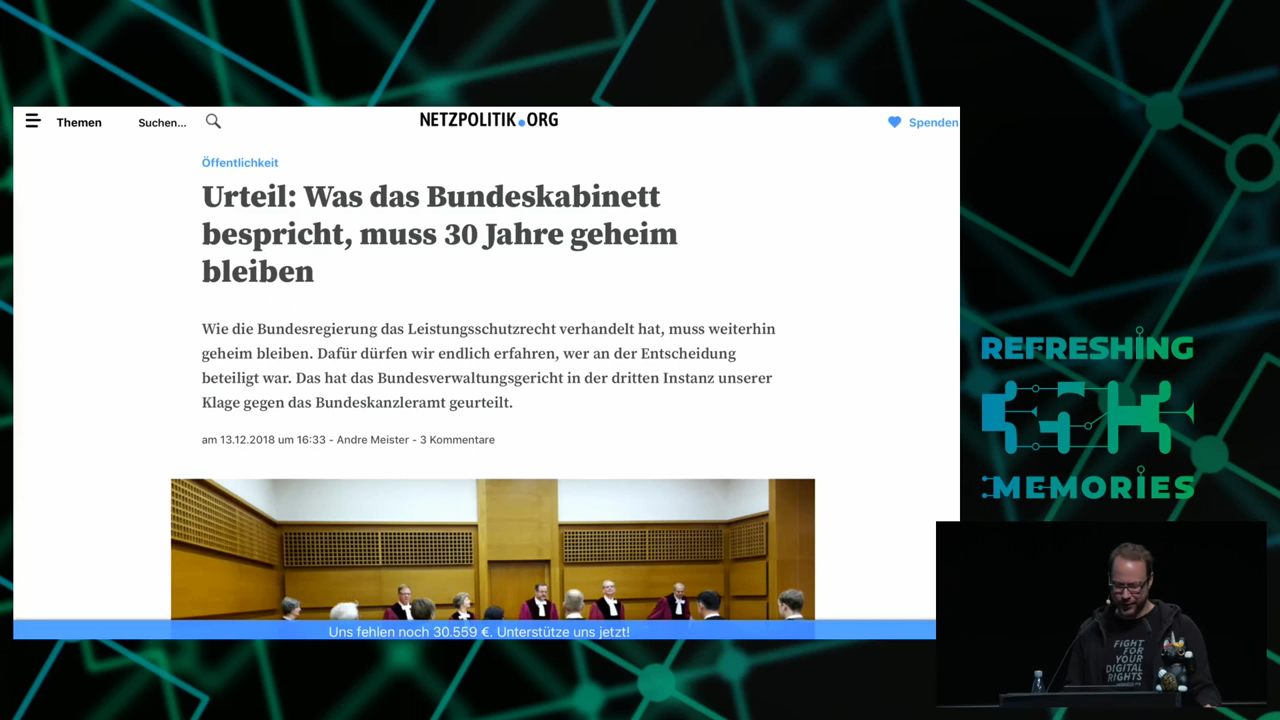 Themen
Suchen...
NETZPOLITIK.ORG
Spenden
Öffentlichkeit
Urteil: Was das Bundeskabinett
bespricht, muss 30 Jahre geheim
bleiben
Wie die Bundesregierung das Leistungsschutzrecht verhandelt hat, muss weiterhin
geheim bleiben. Dafür dürfen wir endlich erfahren, wer an der Entscheidung
beteiligt war. Das hat das Bundesverwaltungsgericht in der dritten Instanz unserer
Klage gegen das Bundeskanzleramt geurteilt.
am 13.12.2018 um 16:33 - Andre Meister - 3 Kommentare
Uns fehlen noch 30.559 €. Unterstütze uns jetzt!
REFRESHING
35C3
MEMORIES
FIGHT
FOR
YOUR
DIGITAL
RIGHTS